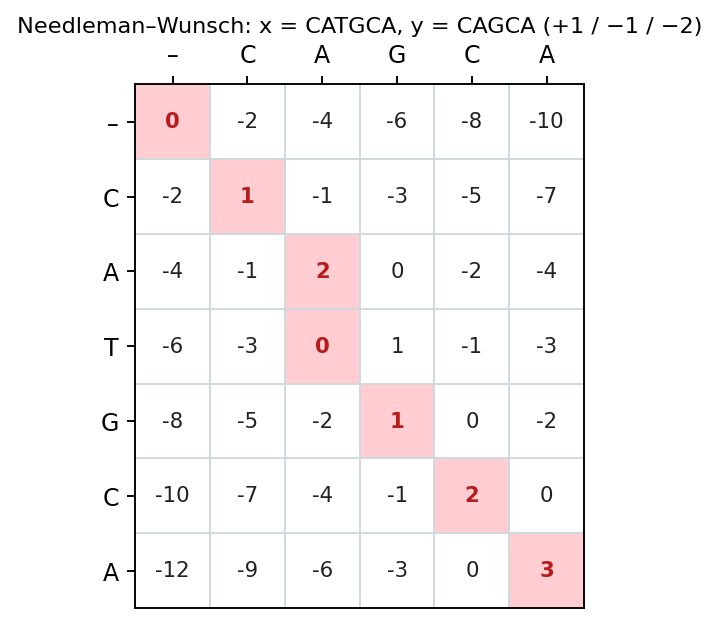 Needleman–Wunsch: x = CATGCA, y = CAGCA (+1 / −1 / −2)
– C A G C A
– 0 -2 -4 -6 -8 -10
C -2 1 -1 -3 -5 -7
A -4 -1 2 0 -2 -4
T -6 -3 0 1 -1 -3
G -8 -5 -2 1 0 -2
C -10 -7 -4 -1 2 0
A -12 -9 -6 -3 0 3